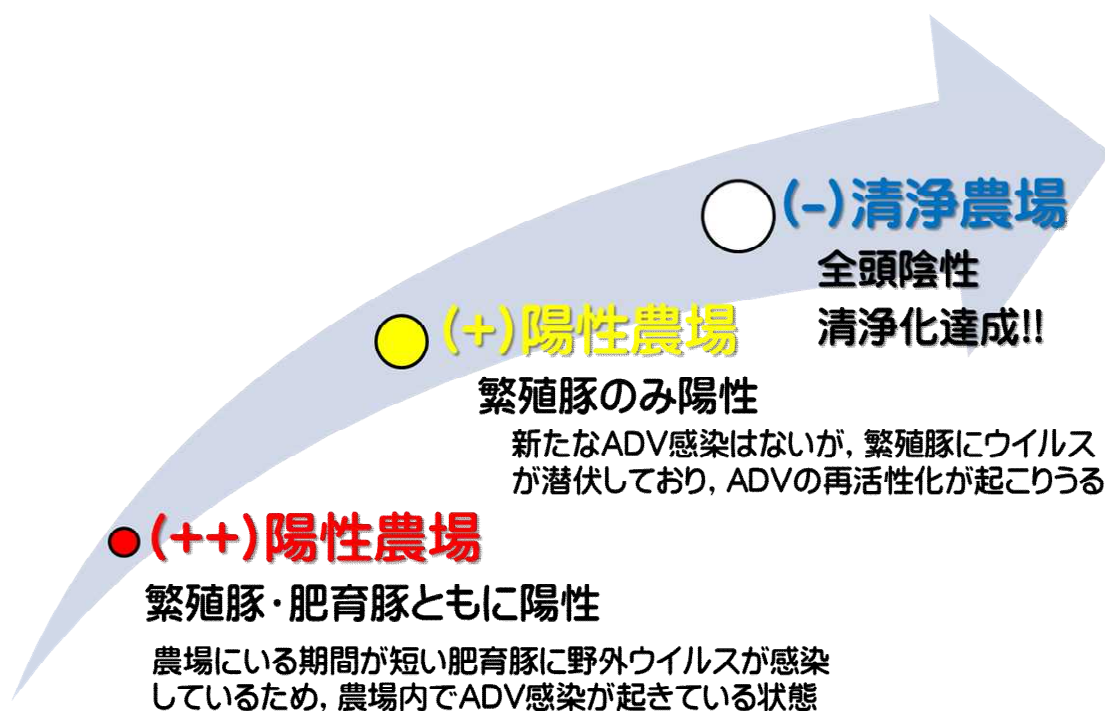 (-)清浄農場
全頭陰性
清浄化達成!!
(+)陽性農場
繁殖豚のみ陽性
新たなADV感染はないが, 繁殖豚にウイルス
が潜伏しており, ADVの再活性化が起こりうる
(++)陽性農場
繁殖豚・肥育豚ともに陽性
農場にいる期間が短い肥育豚に野外ウイルスが感染
しているため, 農場内でADV感染が起きている状態